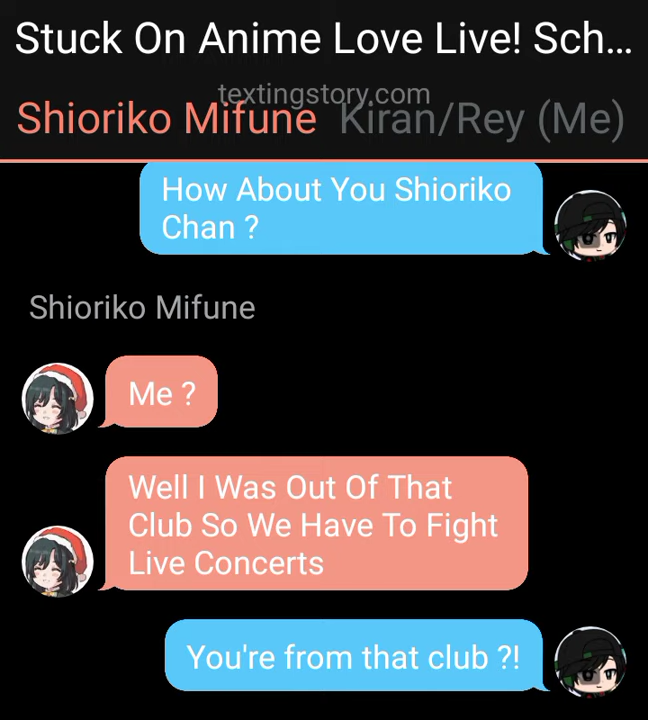 Stuck On Anime Love Live! Sch...
textingstory.com
Shioriko Mifune Kiran/Rey (Me)
How About You Shioriko
Chan ?
Shioriko Mifune
Me ?
Well I Was Out Of That
Club So We Have To Fight
Live Concerts
You're from that club ?!